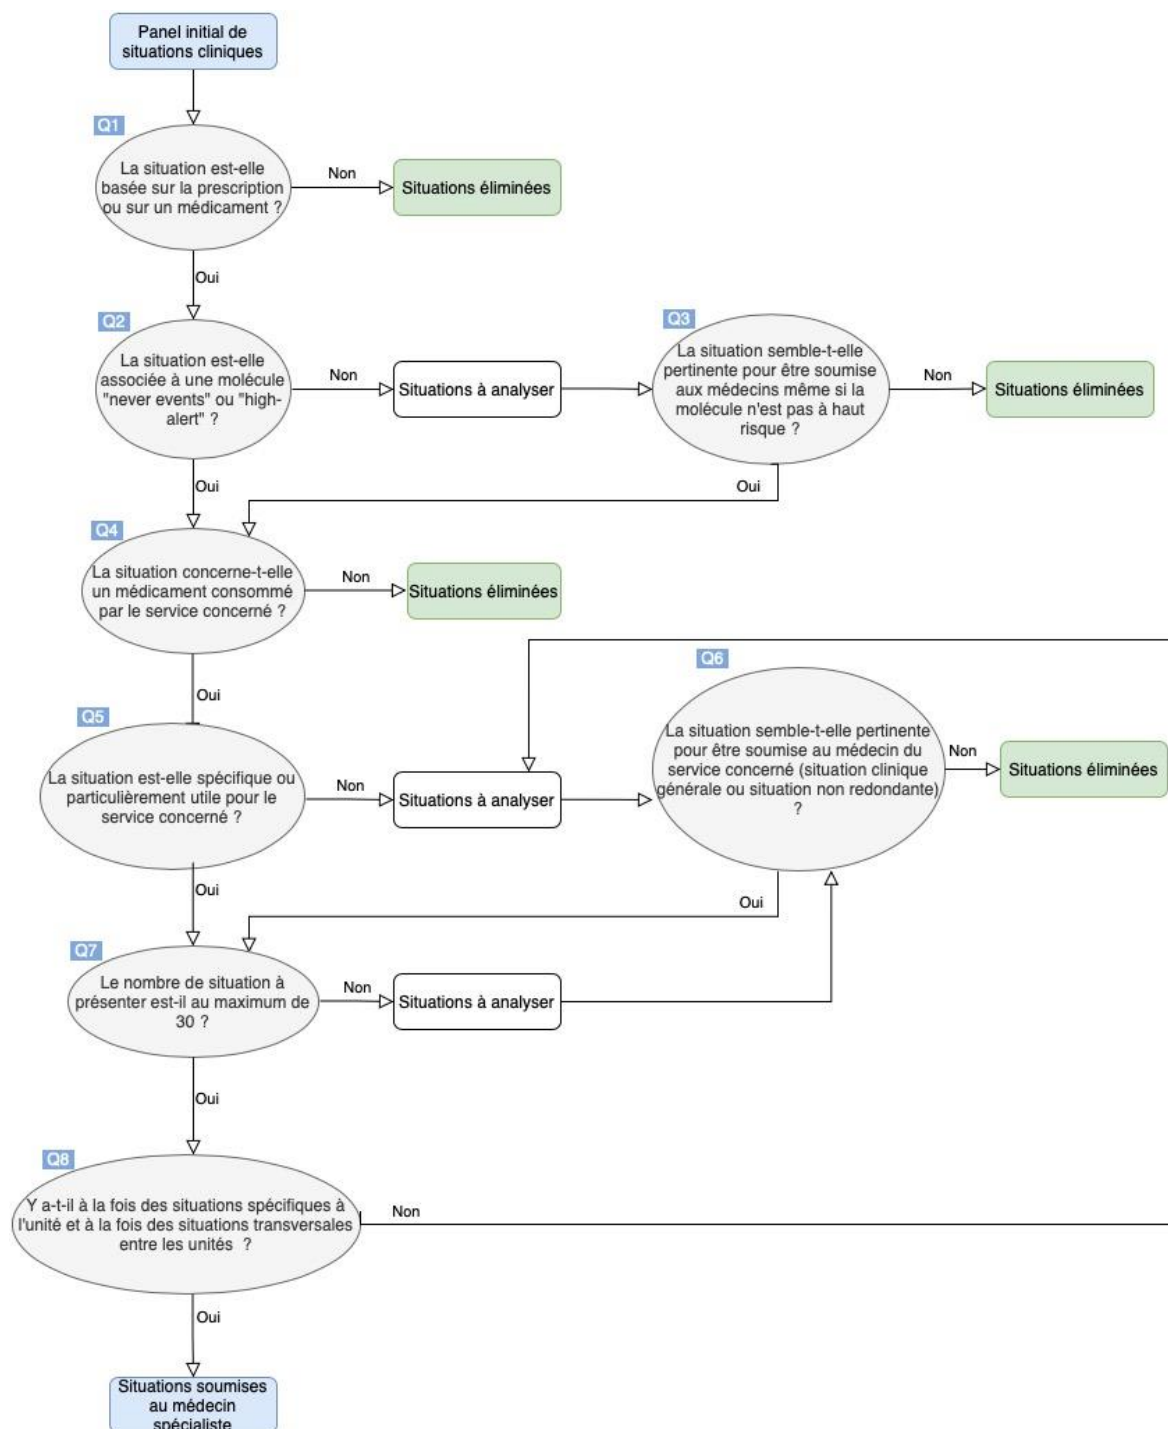 Panel initial de
situations cliniques
Q1
La situation est-elle
basée sur la prescription
ou sur un médicament ?
Non
Situations éliminées
Oui
Q2
La situation est-elle
associée à une molécule
"never events" ou "high-
alert" ?
Non
Situations à analyser
Q3
La situation semble-t-elle
pertinente pour être soumise
aux médecins même si la
molécule n'est pas à haut
risque ?
Non
Situations éliminées
Oui
Oui
Q4
La situation concerne-t-elle
un médicament consommé
par le service concerné ?
Non
Situations éliminées
Oui
Q5
La situation est-elle spécifique ou
particulièrement utile pour le
service concerné ?
Non
Situations à analyser
Q6
La situation semble-t-elle pertinente
pour être soumise au médecin du
service concerné (situation clinique
générale ou situation non redondante)
?
Non
Situations éliminées
Oui
Oui
Q7
Le nombre de situation à
présenter est-il au maximum de
30 ?
Non
Situations à analyser
Oui
Q8
Y a-t-il à la fois des situations spécifiques à
l'unité et à la fois des situations transversales
entre les unités ?
Non
Oui
Situations soumises
au médecin
spécialiste